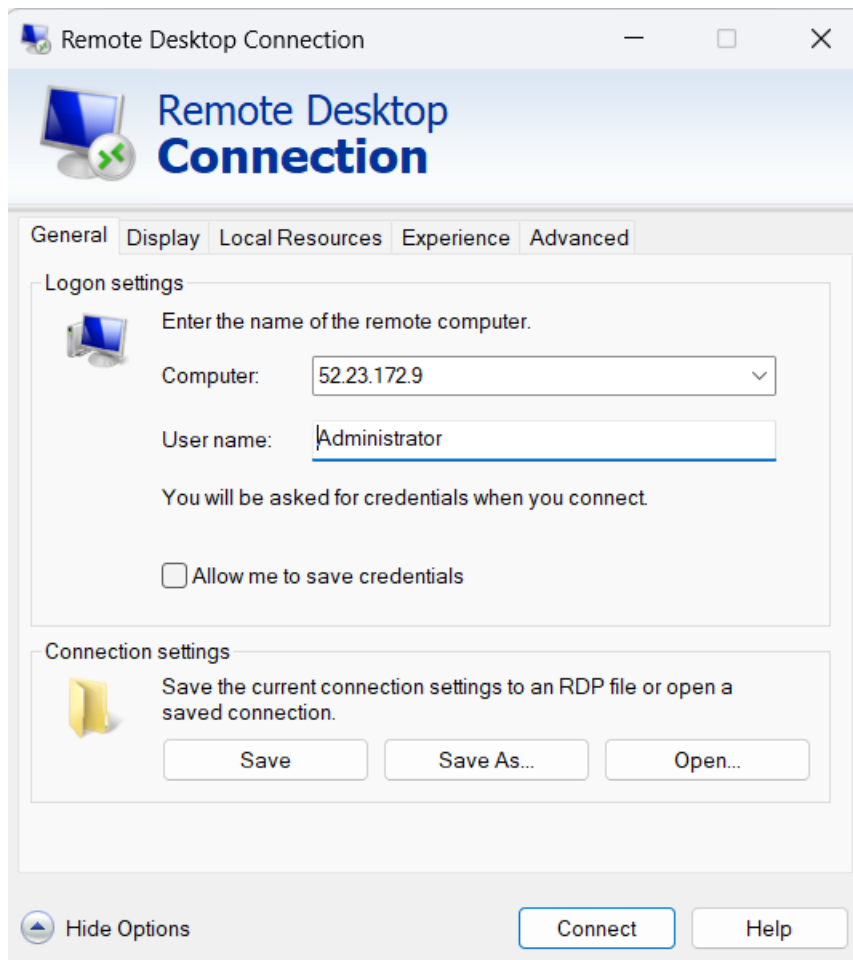 Remote Desktop Connection
Remote Desktop
Connection
General Display Local Resources Experience Advanced
Logon settings
Enter the name of the remote computer.
Computer: 52.23.172.9
User name: Administrator
You will be asked for credentials when you connect.
Allow me to save credentials
Connection settings
Save the current connection settings to an RDP file or open a
saved connection.
Save Save As... Open...
Hide Options Connect Help